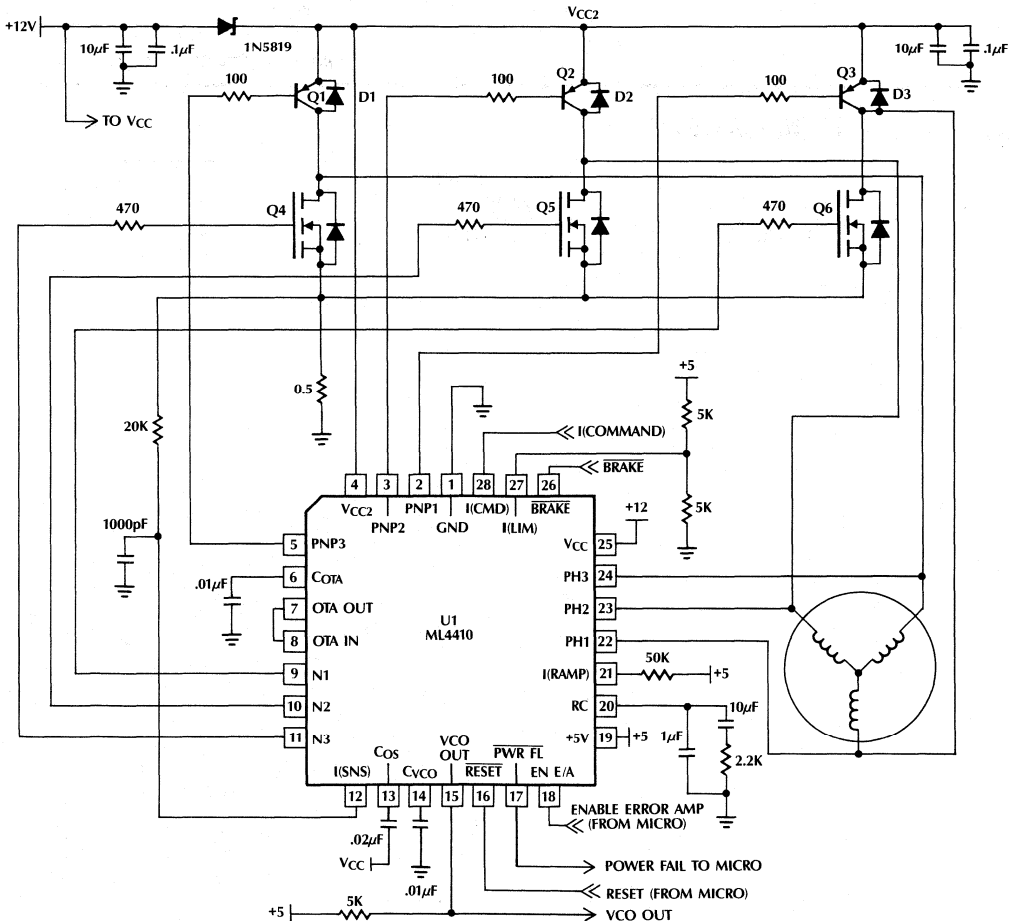 +12V
V CC2
10µF
.1µF
1N5819
10µF
.1µF
100
Q1
D1
100
Q2
D2
100
Q3
D3
TO VCC
470
Q4
470
Q5
470
Q6
0.5
20K
+5
5K
I(COMMAND)
BRAKE
5K
4
3
2
1
28
27
26
VCC2
PNP1
I(CMD)
BRAKE
PNP2
GND
I(LIM)
+12
1000pF
5
PNP3
VCC
25
.01µF
6
COTA
PH3
24
7
OTA OUT
U1
ML4410
PH2
23
8
OTA IN
PH1
22
9
N1
I(RAMP)
21
50K
+5
10
N2
RC
20
10µF
1µF
11
N3
+5V
19
+5
2.2K
COS
VCO
OUT
PWR FL
I(SNS)
CVCO
RESET
EN E/A
12
13
14
15
16
17
18
ENABLE ERROR AMP
(FROM MICRO)
.02µF
VCC
.01µF
POWER FAIL TO MICRO
RESET (FROM MICRO)
+5
5K
VCO OUT